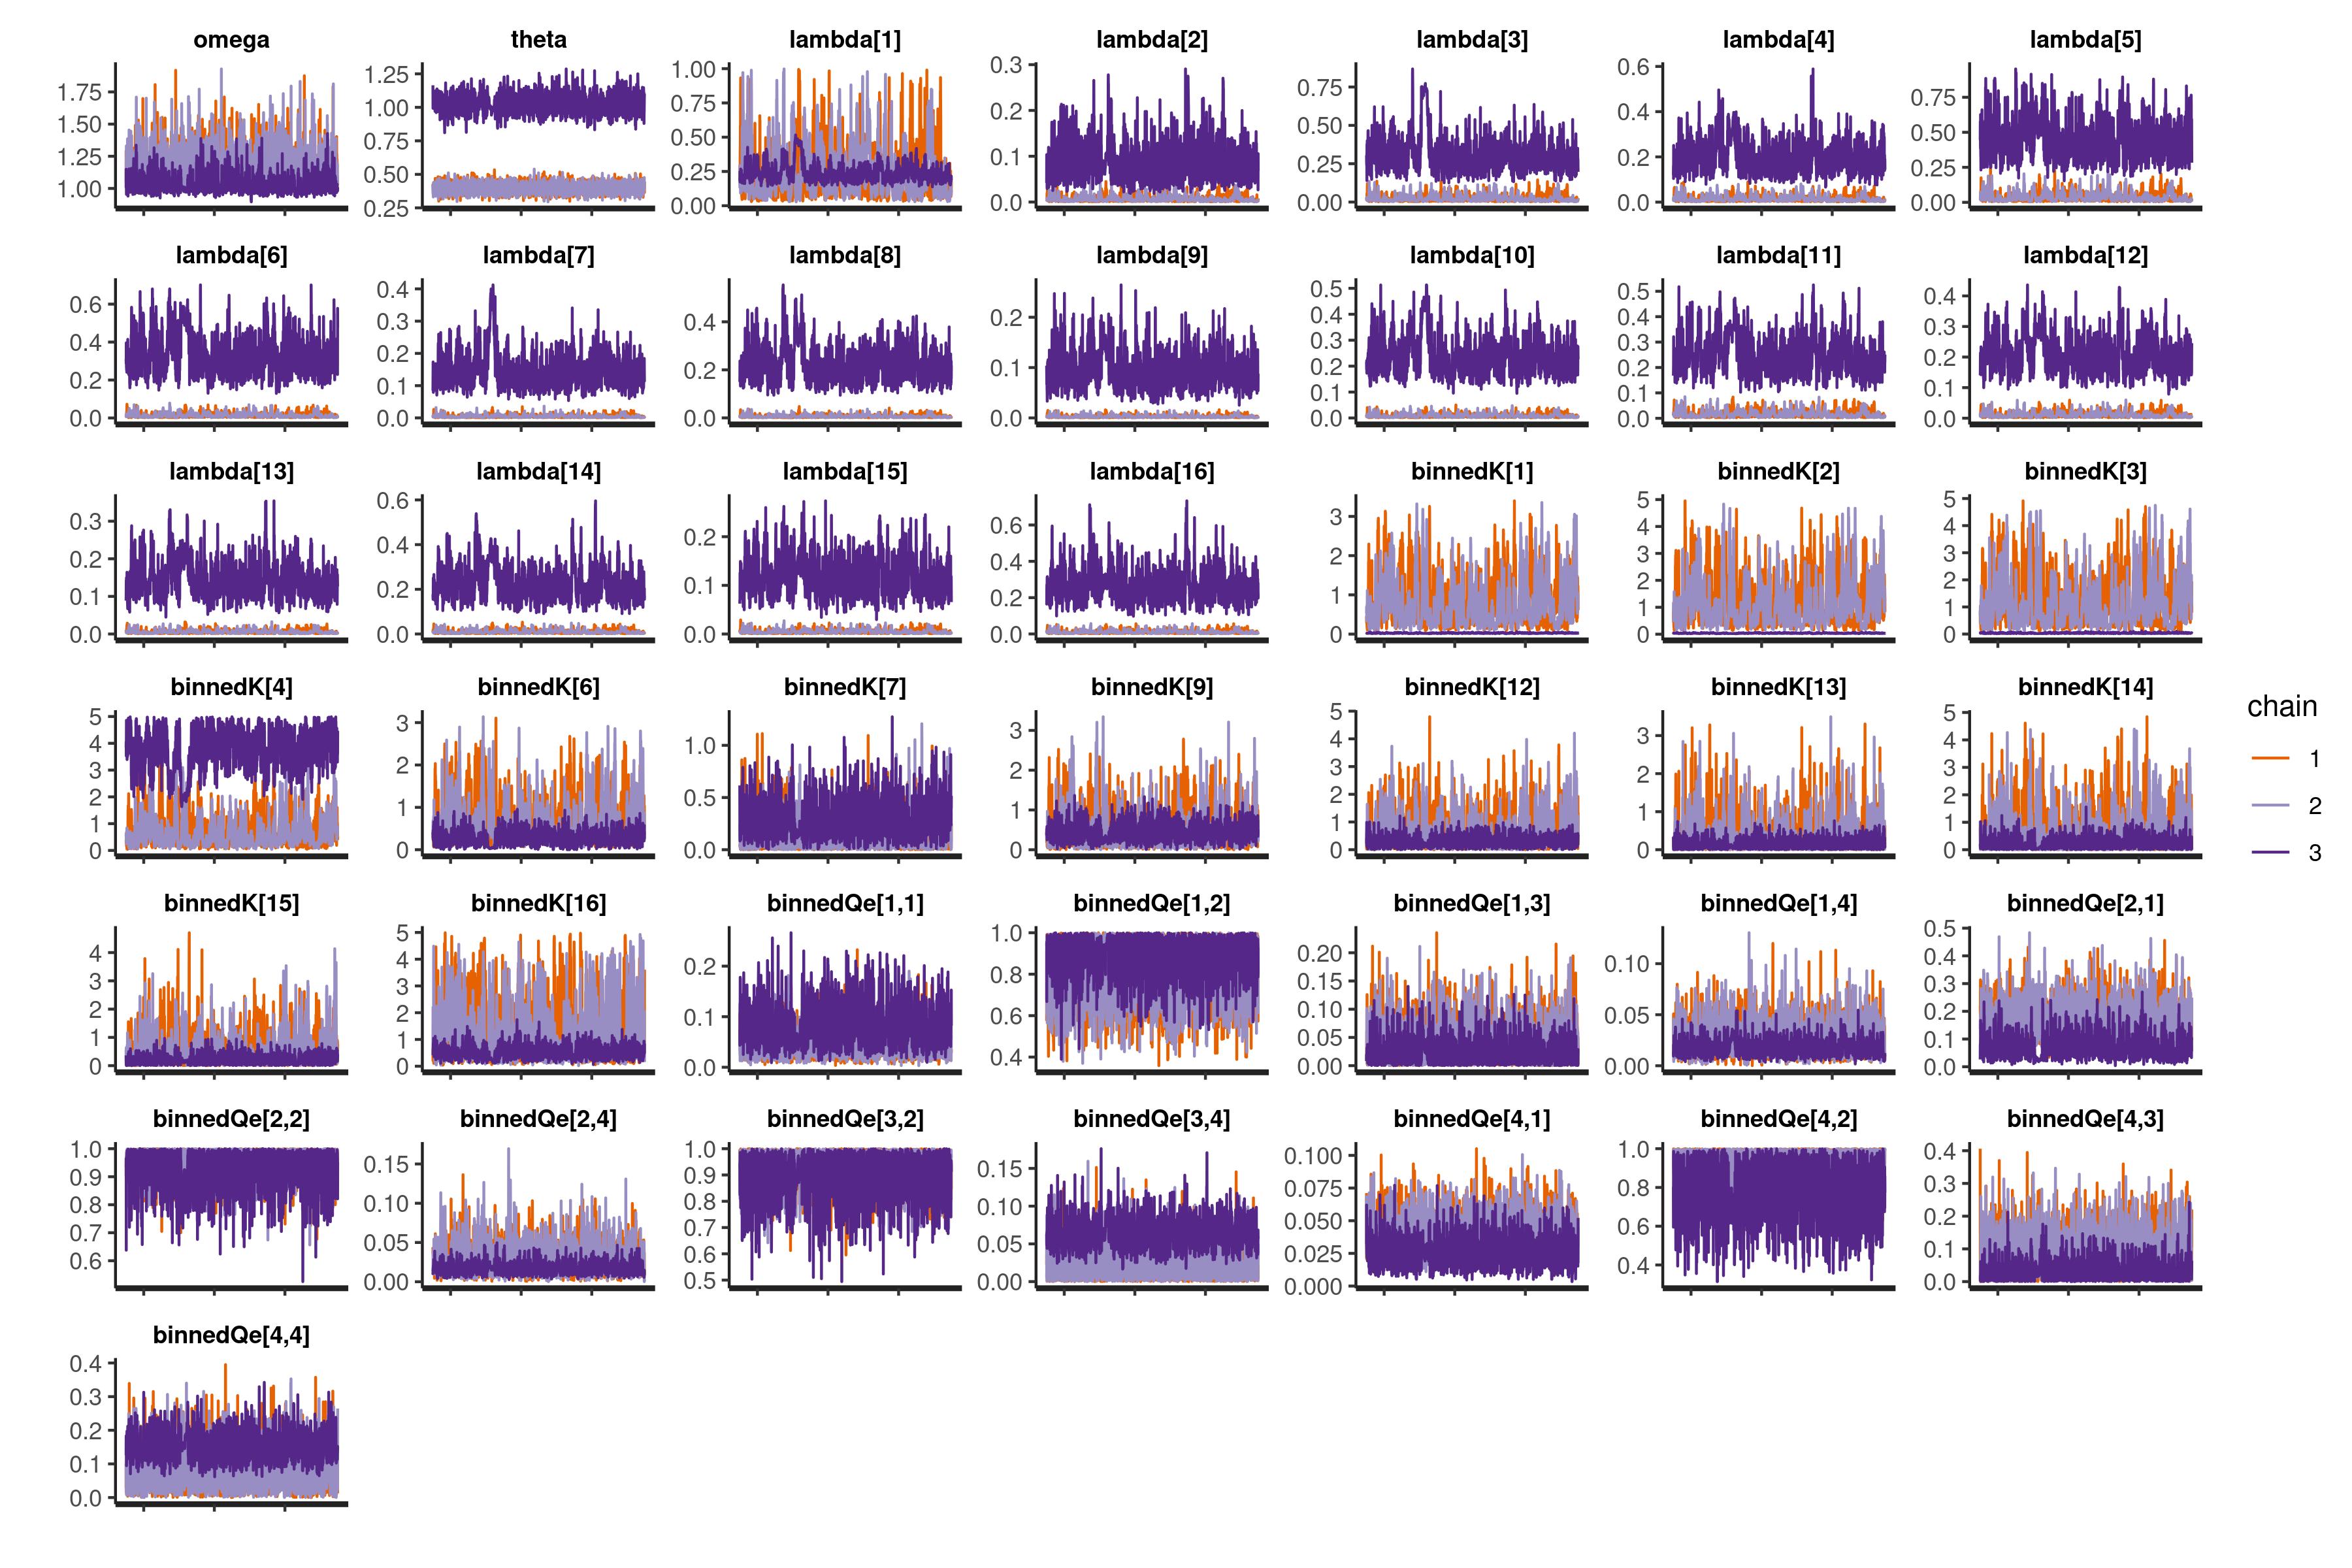 omega theta lambda[1] lambda[2] lambda[3] lambda[4] lambda[5]
1.75 1.50 1.25 1.00
1.25 1.00 0.75 0.50 0.25
1.00 0.75 0.50 0.25 0.00
0.3 0.2 0.1 0.0
0.75 0.50 0.25 0.00
0.6 0.4 0.2 0.0
0.75 0.50 0.25 0.00
lambda[6] lambda[7] lambda[8] lambda[9] lambda[10] lambda[11] lambda[12]
0.6 0.4 0.2 0.0
0.4 0.3 0.2 0.1 0.0
0.4 0.2 0.0
0.2 0.1 0.0
0.5 0.4 0.3 0.2 0.1 0.0
0.5 0.4 0.3 0.2 0.1 0.0
0.4 0.3 0.2 0.1 0.0
lambda[13] lambda[14] lambda[15] lambda[16] binnedK[1] binnedK[2] binnedK[3]
0.3 0.2 0.1 0.0
0.6 0.4 0.2 0.0
0.2 0.1 0.0
0.6 0.4 0.2 0.0
3 2 1 0
5 4 3 2 1 0
5 4 3 2 1 0
binnedK[4] binnedK[6] binnedK[7] binnedK[9] binnedK[12] binnedK[13] binnedK[14]
5 4 3 2 1 0
3 2 1 0
1.0 0.5 0.0
3 2 1 0
5 4 3 2 1 0
3 2 1 0
5 4 3 2 1 0
chain
1
2
3
binnedK[15] binnedK[16] binnedQe[1,1] binnedQe[1,2] binnedQe[1,3] binnedQe[1,4] binnedQe[2,1]
4 3 2 1 0
5 4 3 2 1 0
0.2 0.1 0.0
1.0 0.8 0.6 0.4
0.20 0.15 0.10 0.05 0.00
0.10 0.05 0.00
0.5 0.4 0.3 0.2 0.1 0.0
binnedQe[2,2] binnedQe[2,4] binnedQe[3,2] binnedQe[3,4] binnedQe[4,1] binnedQe[4,2] binnedQe[4,3]
1.0 0.9 0.8 0.7 0.6
0.15 0.10 0.05 0.00
1.0 0.9 0.8 0.7 0.6 0.5
0.15 0.10 0.05 0.00
0.100 0.075 0.050 0.025 0.000
1.0 0.8 0.6 0.4
0.4 0.3 0.2 0.1 0.0
binnedQe[4,4]
0.4 0.3 0.2 0.1 0.0